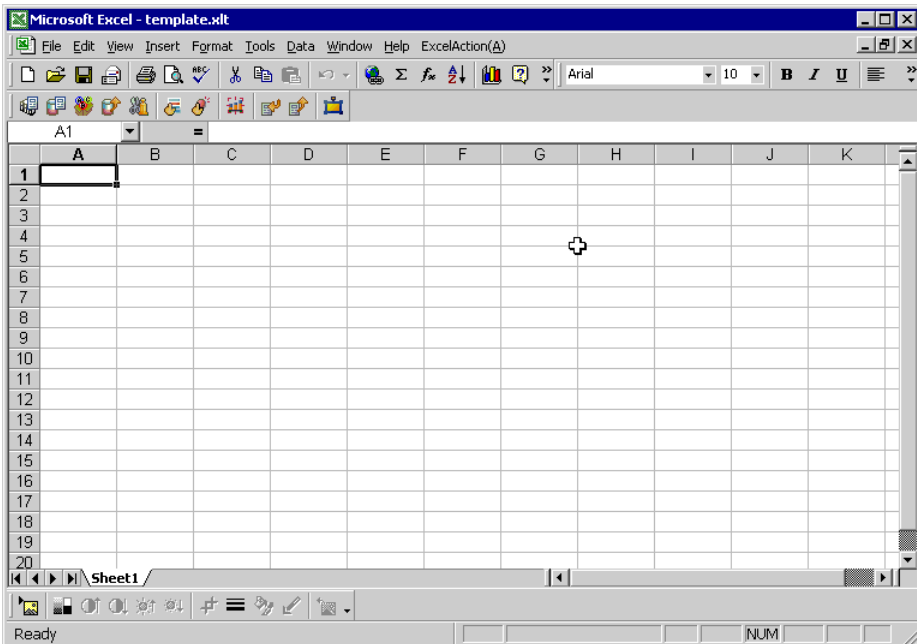 Microsoft Excel - template.xlt
File Edit View Insert Format Tools Data Window Help ExcelAction(A)
ABC Σ fx A Z ? » Arial 10 B I U »
A1 =
A B C D E F G H I J K
1
2
3
4
5
6
7
8
9
10
11
12
13
14
15
16
17
18
19
20
Sheet1
Ready NUM